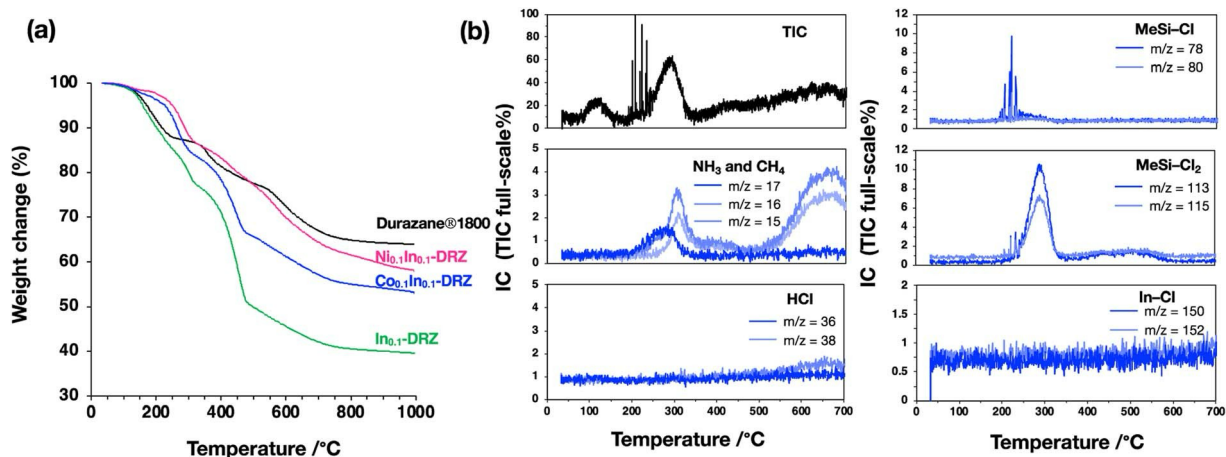 (a)
Weight change (%)
100
90
80
70
60
50
40
30
0
200
400
600
800
1000
Temperature /°C
Durazane®1800
Ni0.1In0.1-DRZ
Co0.1In0.1-DRZ
In0.1-DRZ
(b)
IC (TIC full-scale%)
TIC
100
80
60
40
20
0
NH3 and CH4
m/z = 17
m/z = 16
m/z = 15
5
4
3
2
1
0
HCl
m/z = 36
m/z = 38
5
4
3
2
1
0
0
100
200
300
400
500
600
700
Temperature /°C
IC (TIC full-scale%)
MeSi–Cl
m/z = 78
m/z = 80
12
10
8
6
4
2
0
MeSi–Cl2
m/z = 113
m/z = 115
12
10
8
6
4
2
0
In–Cl
m/z = 150
m/z = 152
2
1.5
1
0.5
0
0
100
200
300
400
500
600
700
Temperature /°C